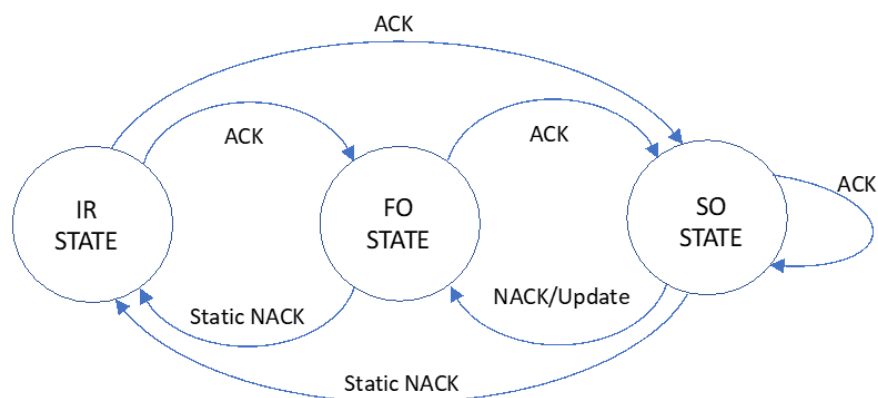 ACK
ACK
ACK
IR
STATE
FO
STATE
SO
STATE
ACK
Static NACK
NACK/Update
Static NACK